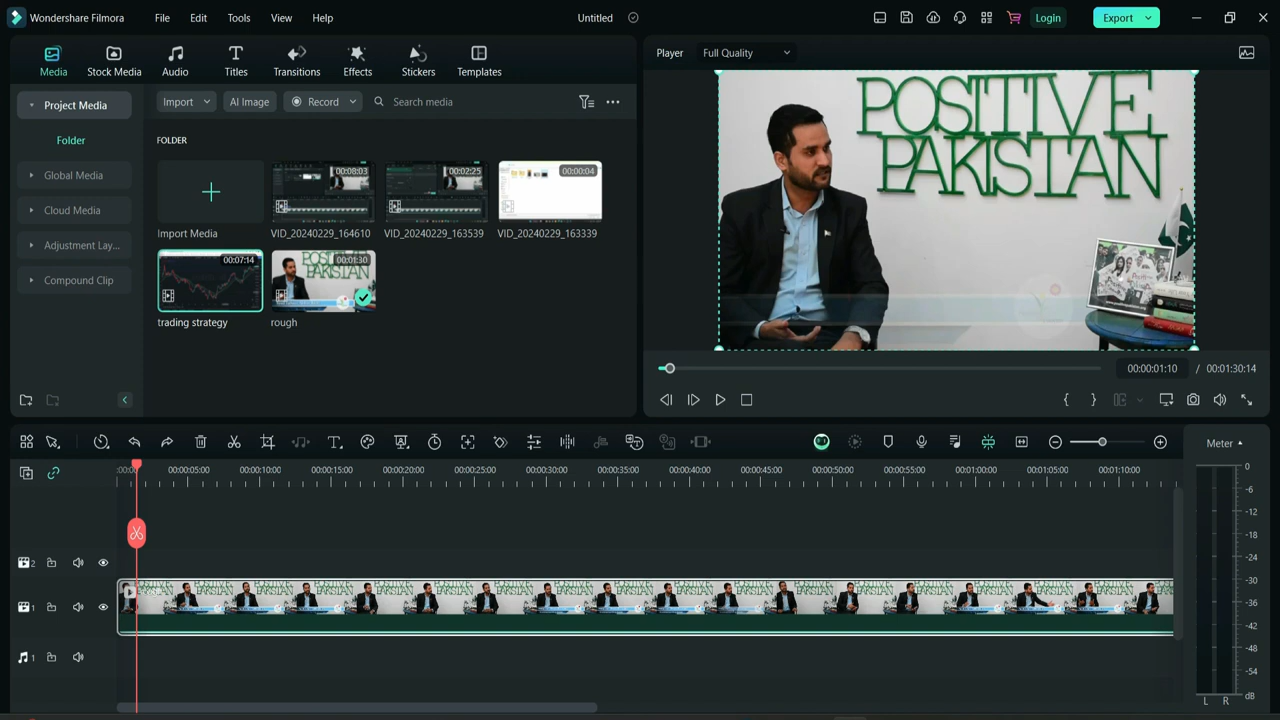 Wondershare Filmora File Edit Tools View Help Untitled Login Export
Media Stock Media Audio Titles Transitions Effects Stickers Templates
Player Full Quality
Project Media
Folder
Global Media
Cloud Media
Adjustment Lay...
Compound Clip
Import AI Image Record Search media
FOLDER
00:08:03 00:02:25 00:00:04
Import Media VID_20240229_164610 VID_20240229_163539 VID_20240229_163339
00:07:14 00:01:30
POSITIVE
PAKISTAN
trading strategy rough
POSITIVE
PAKISTAN
00:00:01:10 / 00:01:30:14
{ }
Meter
00:00:05:00 00:00:10:00 00:00:15:00 00:00:20:00 00:00:25:00 00:00:30:00 00:00:35:00 00:00:40:00 00:00:45:00 00:00:50:00 00:00:55:00 00:01:00:00 00:01:05:00 00:01:10:00
2
1
1
0
-6
-12
-18
-24
-30
-36
-42
-48
-54
dB
L R